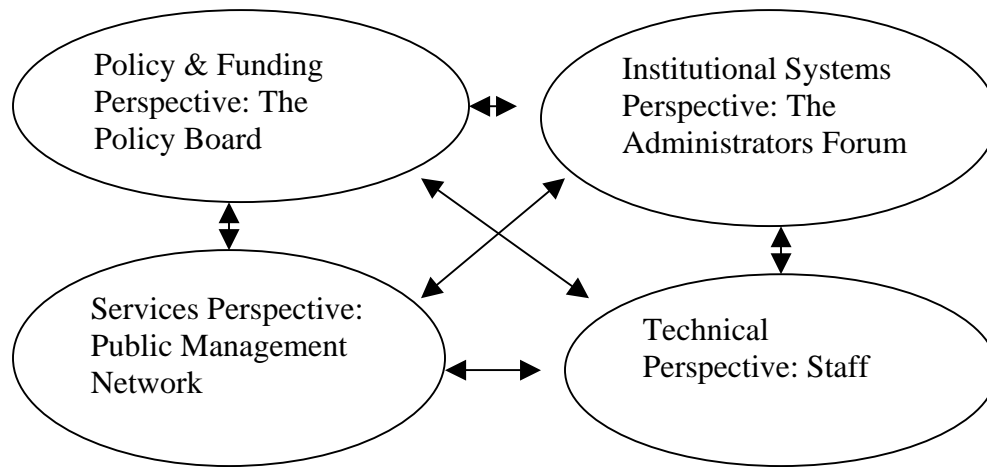 Policy & Funding
Perspective: The
Policy Board
Institutional Systems
Perspective: The
Administrators Forum
Services Perspective:
Public Management
Network
Technical
Perspective: Staff